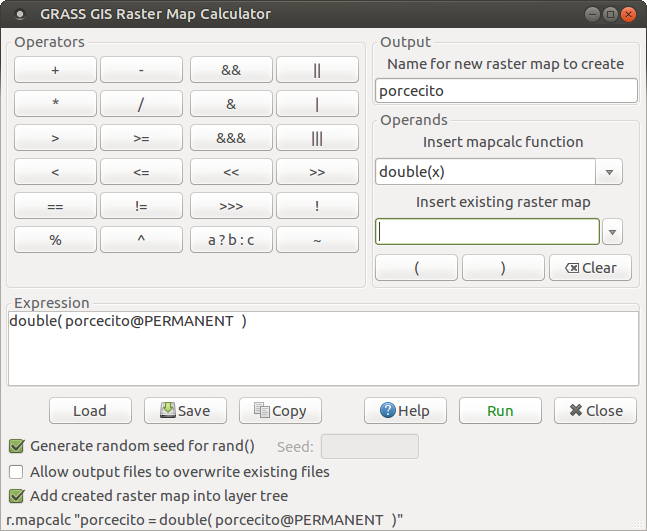 GRASS GIS Raster Map Calculator
Operators
+ - && ||
* / & |
> >= &&& |||
< <= << >>
== != >>> !
% ^ a ? b : c ~
Output
Name for new raster map to create
porcecito
Operands
Insert mapcalc function
double(x)
Insert existing raster map
( ) Clear
Expression
double( porcecito@PERMANENT )
Load Save Copy Help Run Close
Generate random seed for rand() Seed:
Allow output files to overwrite existing files
Add created raster map into layer tree
r.mapcalc "porcecito = double( porcecito@PERMANENT )"